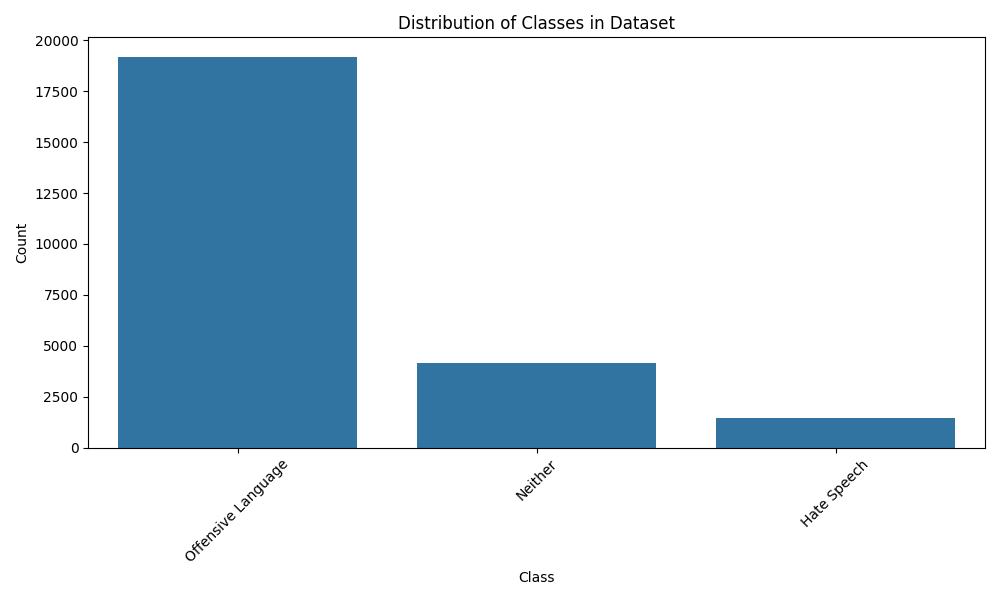 Distribution of Classes in Dataset
Count
20000
17500
15000
12500
10000
7500
5000
2500
0
Offensive Language
Neither
Hate Speech
Class